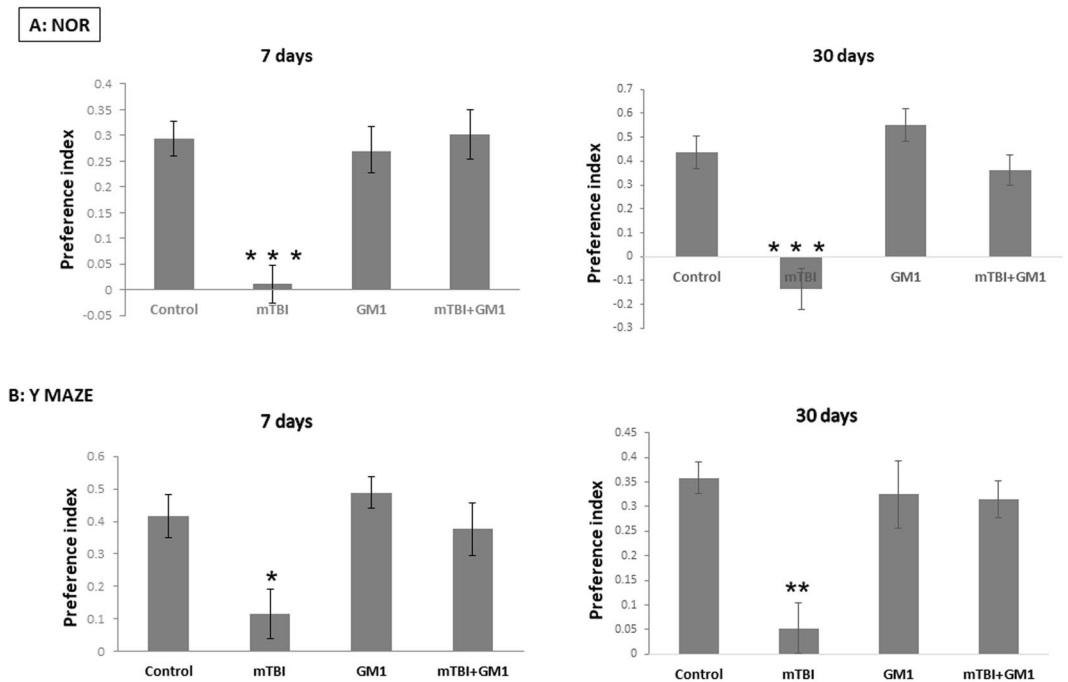 A: NOR
7 days
Preference index
0.4
0.35
0.3
0.25
0.2
0.15
0.1
0.05
0
-0.05
* * *
Control mTBI GM1 mTBI+GM1
30 days
Preference index
0.7
0.6
0.5
0.4
0.3
0.2
0.1
0
-0.1
-0.2
-0.3
* * *
Control mTBI GM1 mTBI+GM1
B: Y MAZE
7 days
Preference index
0.6
0.5
0.4
0.3
0.2
0.1
0
*
Control mTBI GM1 mTBI+GM1
30 days
Preference index
0.45
0.4
0.35
0.3
0.25
0.2
0.15
0.1
0.05
0
**
Control mTBI GM1 mTBI+GM1